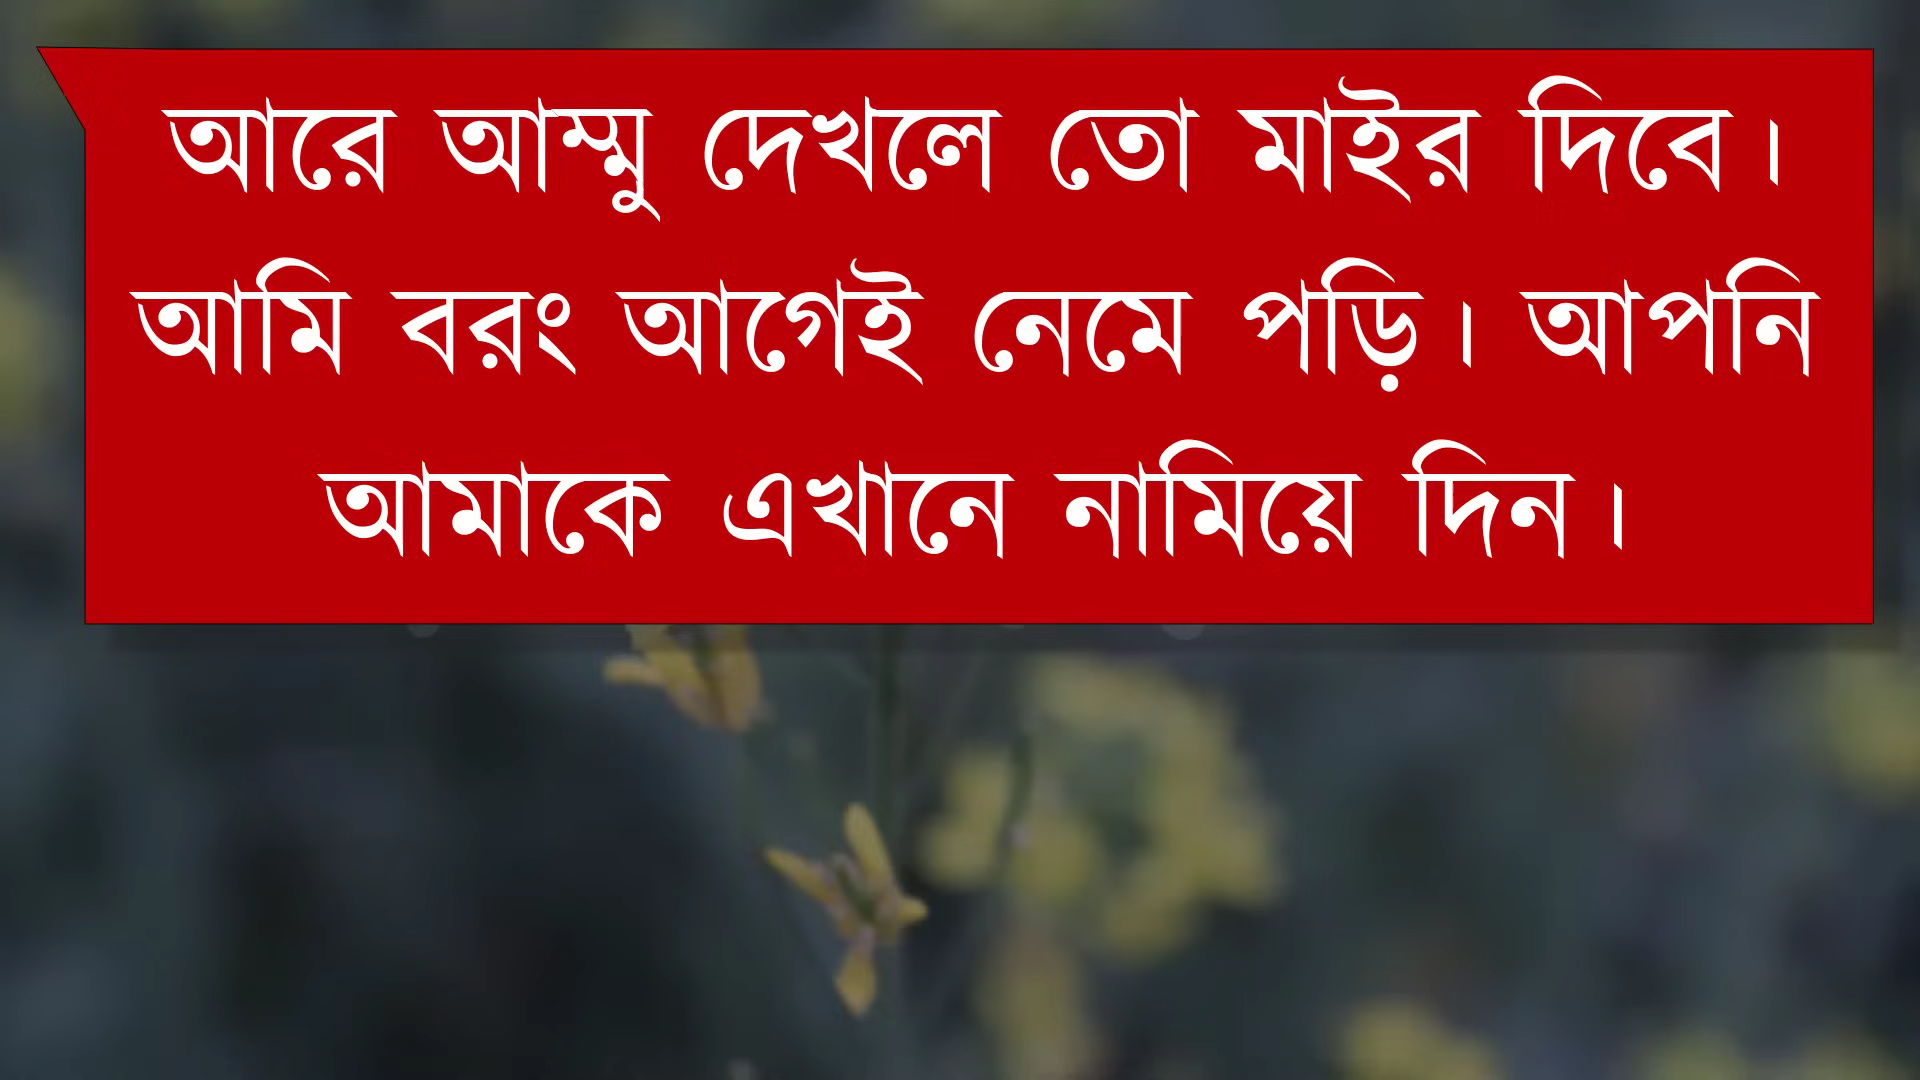 আরে আম্মু দেখলে তো মাইর দিবে।
আমি বরং আগেই নেমে পড়ি। আপনি
আমাকে এখানে নামিয়ে দিন।